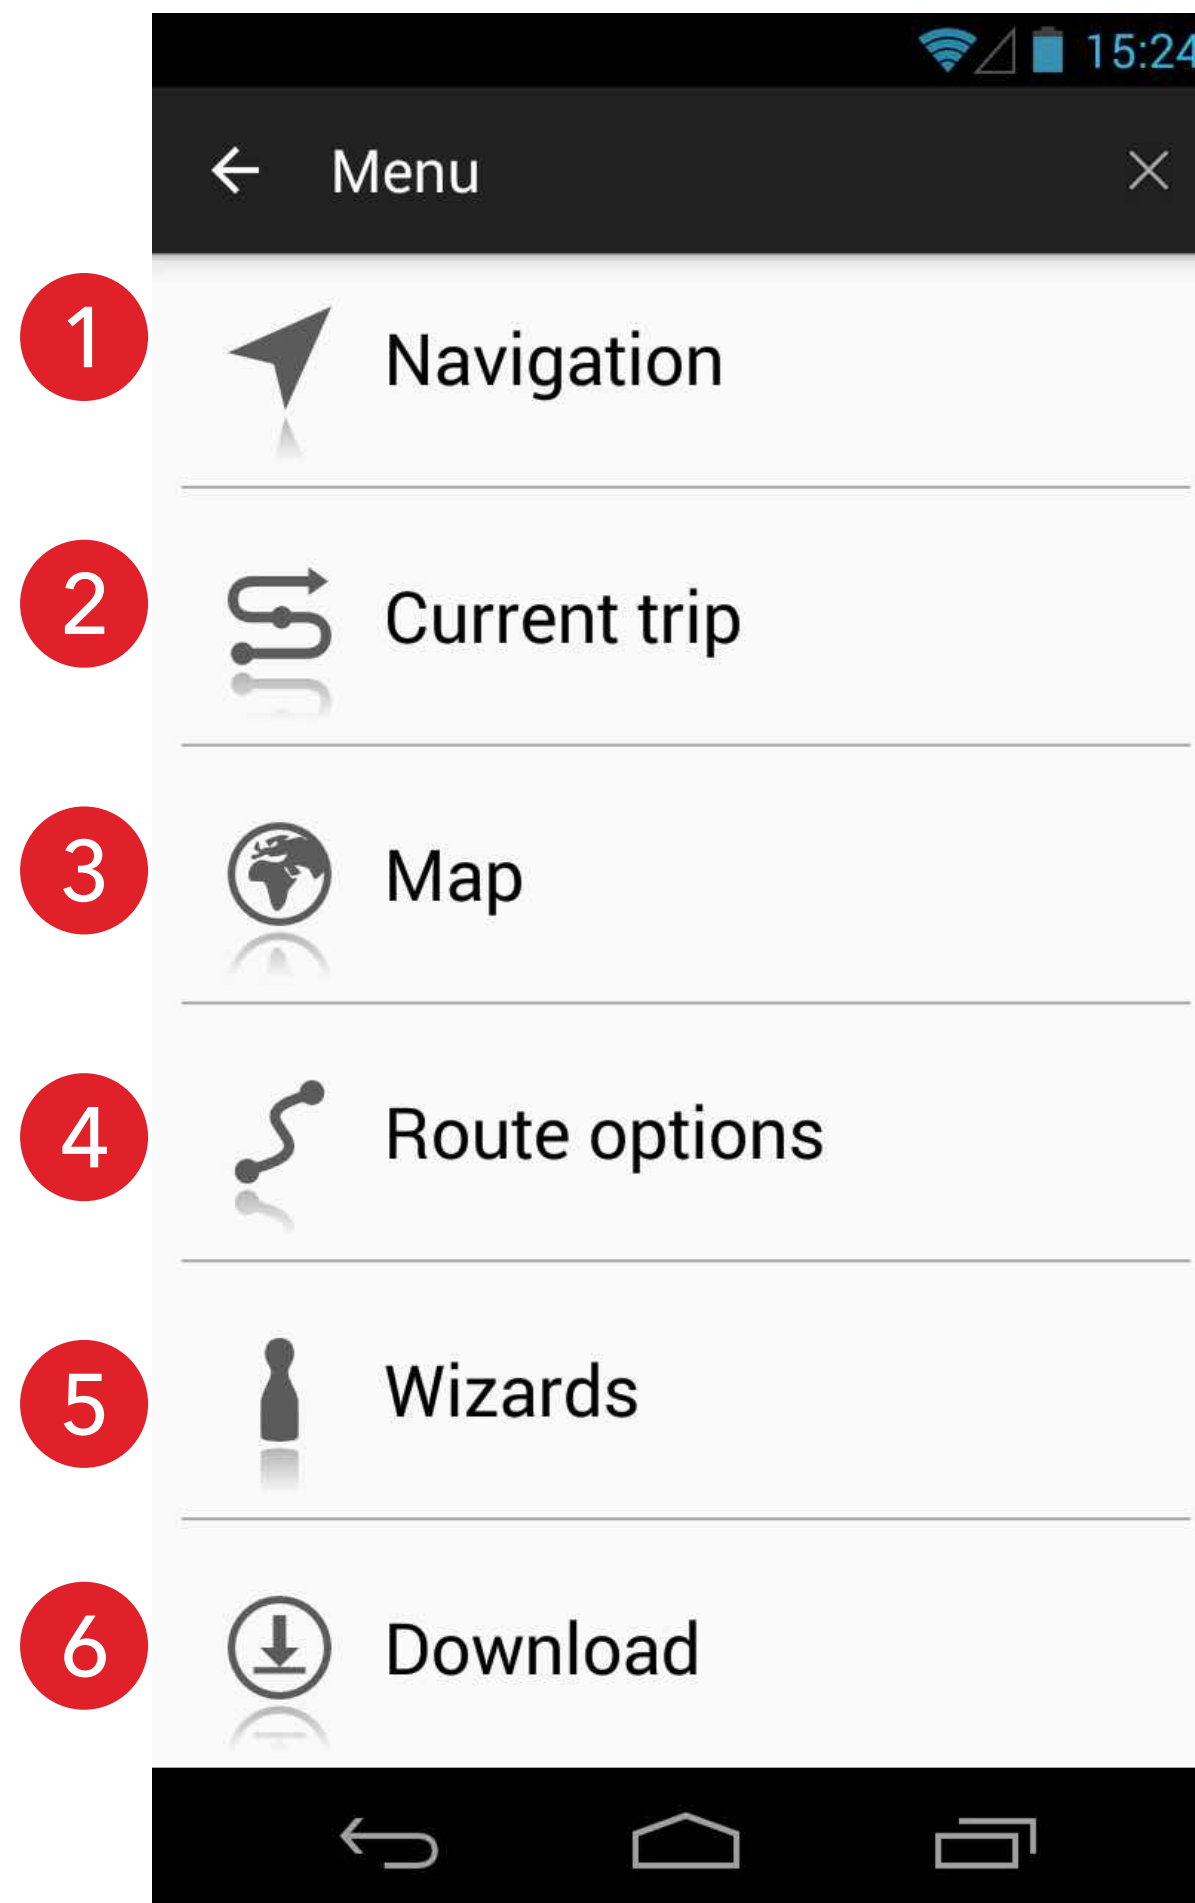 15:24
Menu
1 Navigation
2 Current trip
3 Map
4 Route options
5 Wizards
6 Download